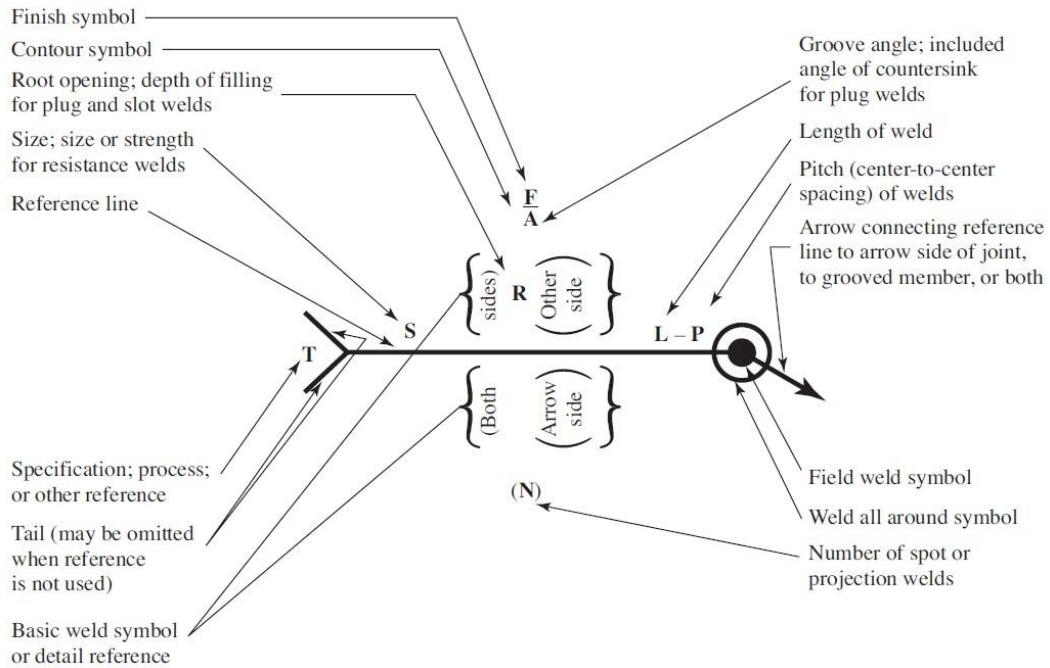 Finish symbol
Contour symbol
Root opening; depth of filling
for plug and slot welds
Size; size or strength
for resistance welds
Reference line
Groove angle; included
angle of countersink
for plug welds
Length of weld
Pitch (center-to-center
spacing) of welds
Arrow connecting reference
line to arrow side of joint,
to grooved member, or both
F
A
sides)
R
(Other
side)
S
L – P
T
(Both
(Arrow
side)
(N)
Specification; process;
or other reference
Tail (may be omitted
when reference
is not used)
Basic weld symbol
or detail reference
Field weld symbol
Weld all around symbol
Number of spot or
projection welds